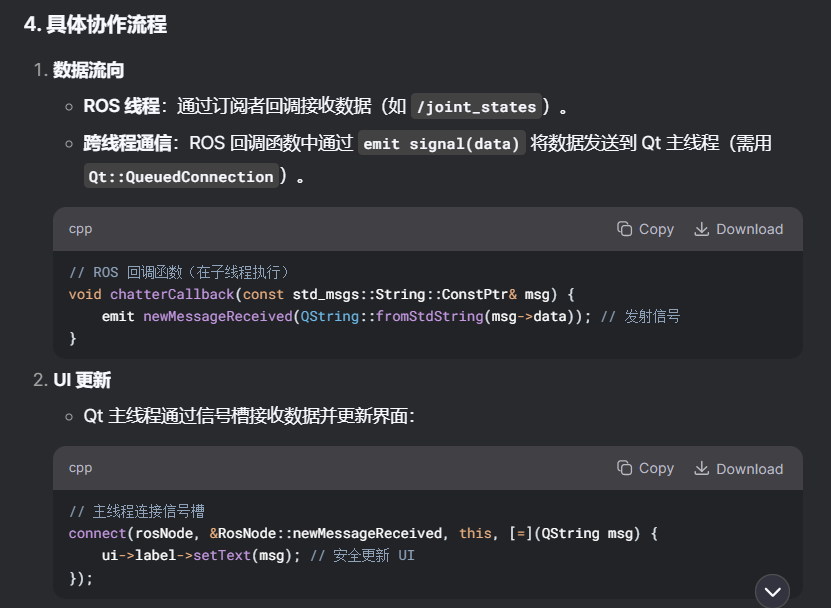 4. 具体协作流程
1. 数据流向
ROS 线程：通过订阅者回调接收数据（如 /joint_states）。
跨线程通信：ROS 回调函数中通过 emit signal(data) 将数据发送到 Qt 主线程（需用
Qt::QueuedConnection）。
cpp Copy Download
// ROS 回调函数（在子线程执行）
void chatterCallback(const std_msgs::String::ConstPtr& msg) {
    emit newMessageReceived(QString::fromStdString(msg->data)); // 发射信号
}
2. UI 更新
Qt 主线程通过信号槽接收数据并更新界面：
cpp Copy Download
// 主线程连接信号槽
connect(rosNode, &RosNode::newMessageReceived, this, [=](QString msg) {
    ui->label->setText(msg); // 安全更新 UI
});